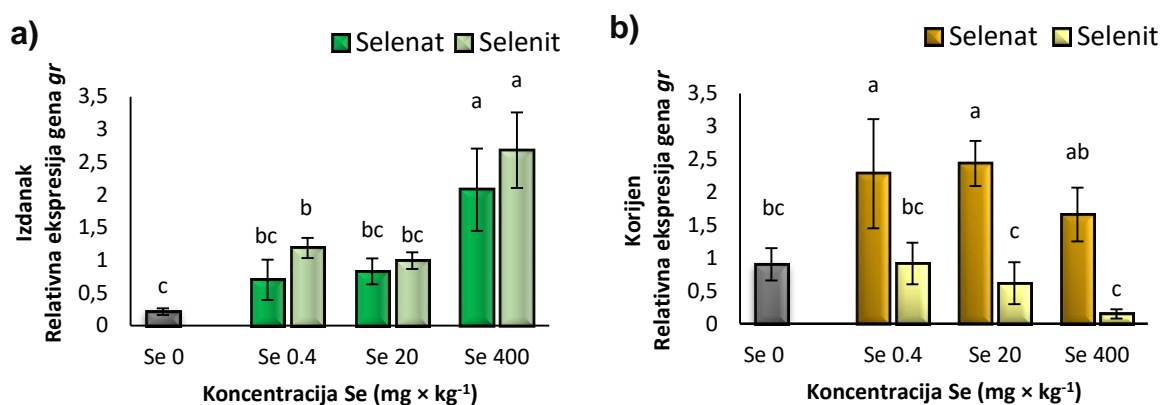 a)
Selenat Selenit
Izdanak
Relativna ekspresija gena gr
3,5
3
2,5
2
1,5
1
0,5
0
c
bc
b
bc
bc
a
a
Se 0 Se 0.4 Se 20 Se 400
Koncentracija Se (mg × kg⁻¹)
b)
Selenat Selenit
Korijen
Relativna ekspresija gena gr
3,5
3
2,5
2
1,5
1
0,5
0
bc
a
bc
a
c
ab
c
Se 0 Se 0.4 Se 20 Se 400
Koncentracija Se (mg × kg⁻¹)